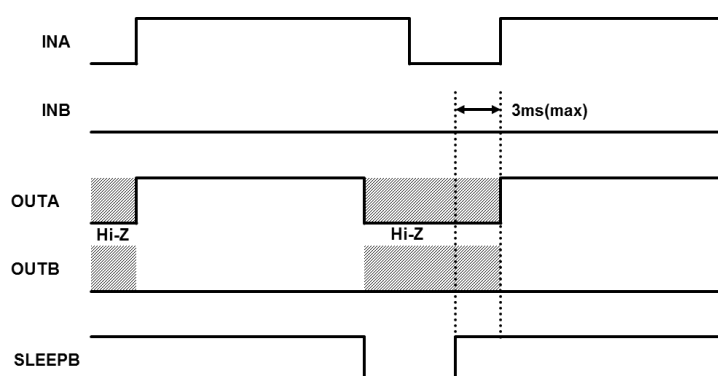 INA
INB
3ms(max)
OUTA
Hi-Z
Hi-Z
OUTB
SLEEPB